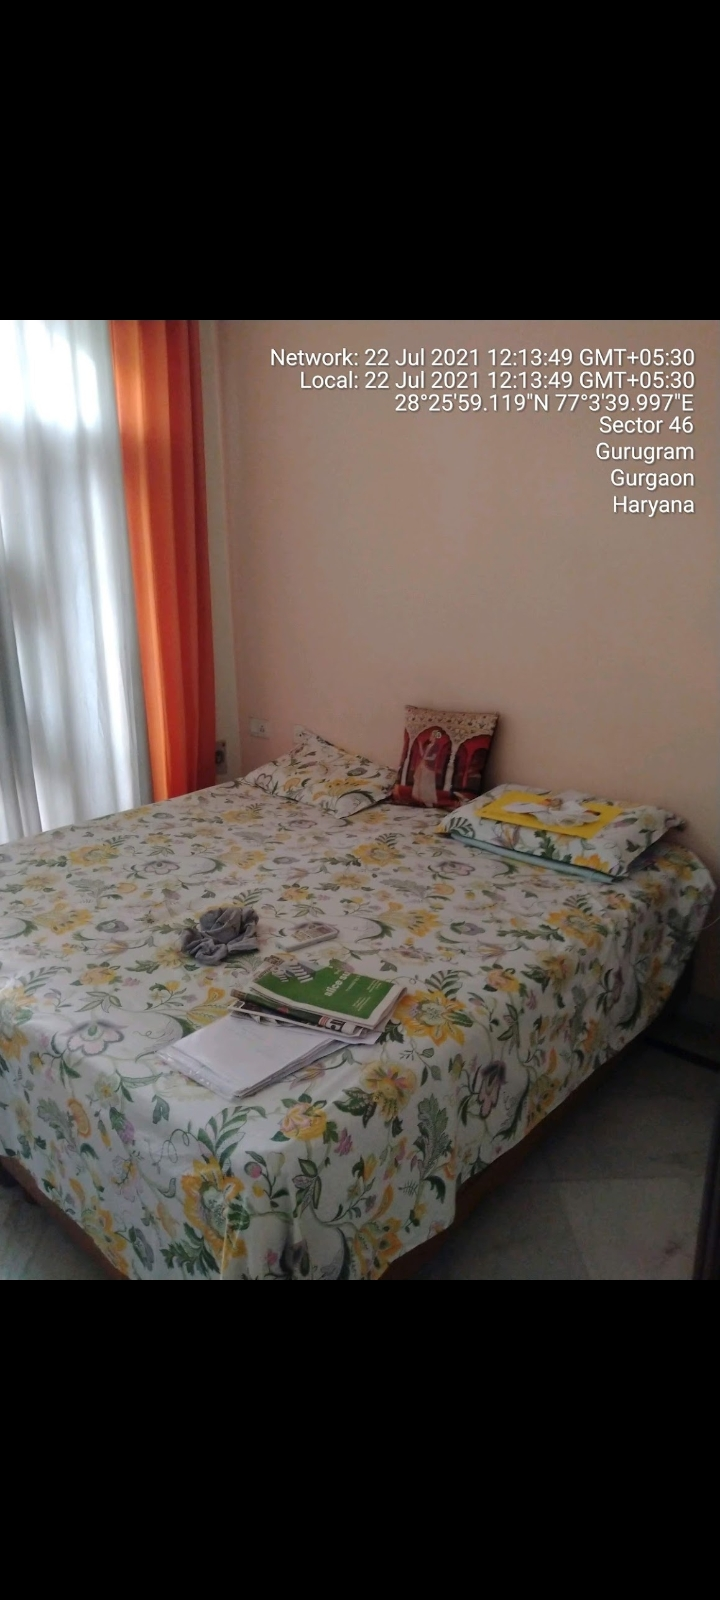 Network: 22 Jul 2021 12:13:49 GMT+05:30
Local: 22 Jul 2021 12:13:49 GMT+05:30
28°25'59.119"N 77°3'39.997"E
Sector 46
Gurugram
Gurgaon
Haryana